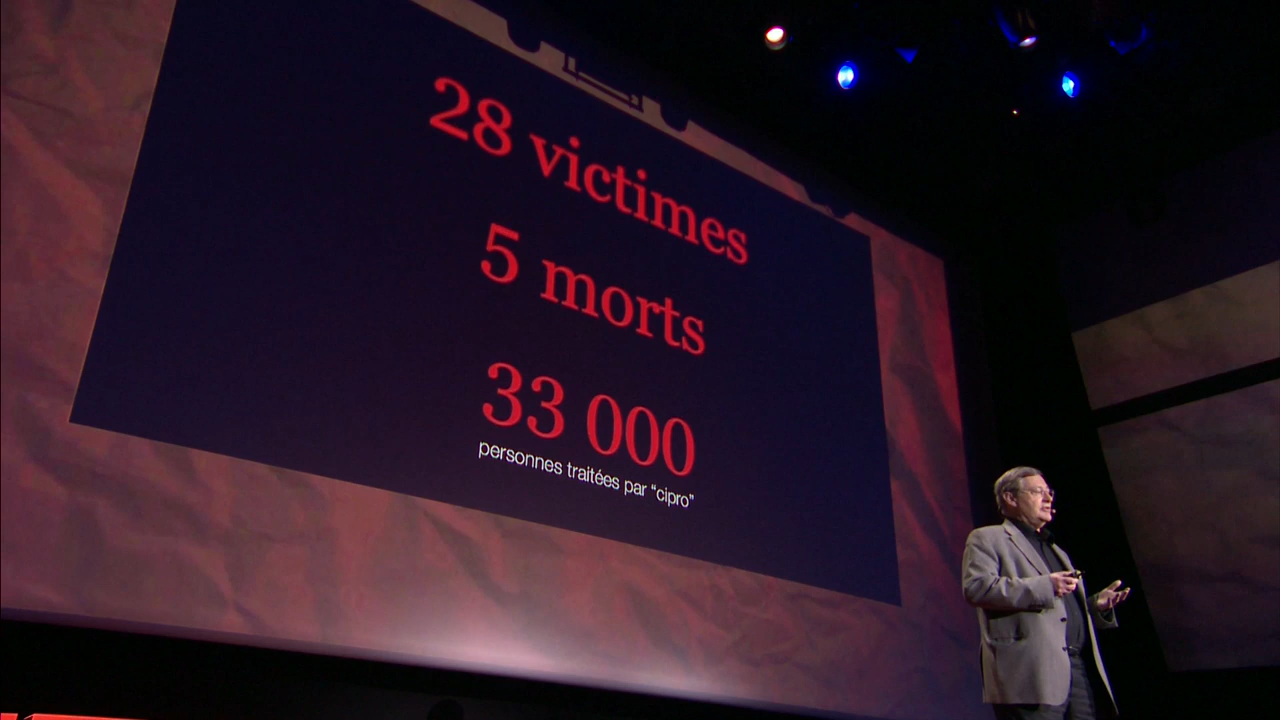 28 victimes
5 morts
33 000
personnes traitées par “cipro”